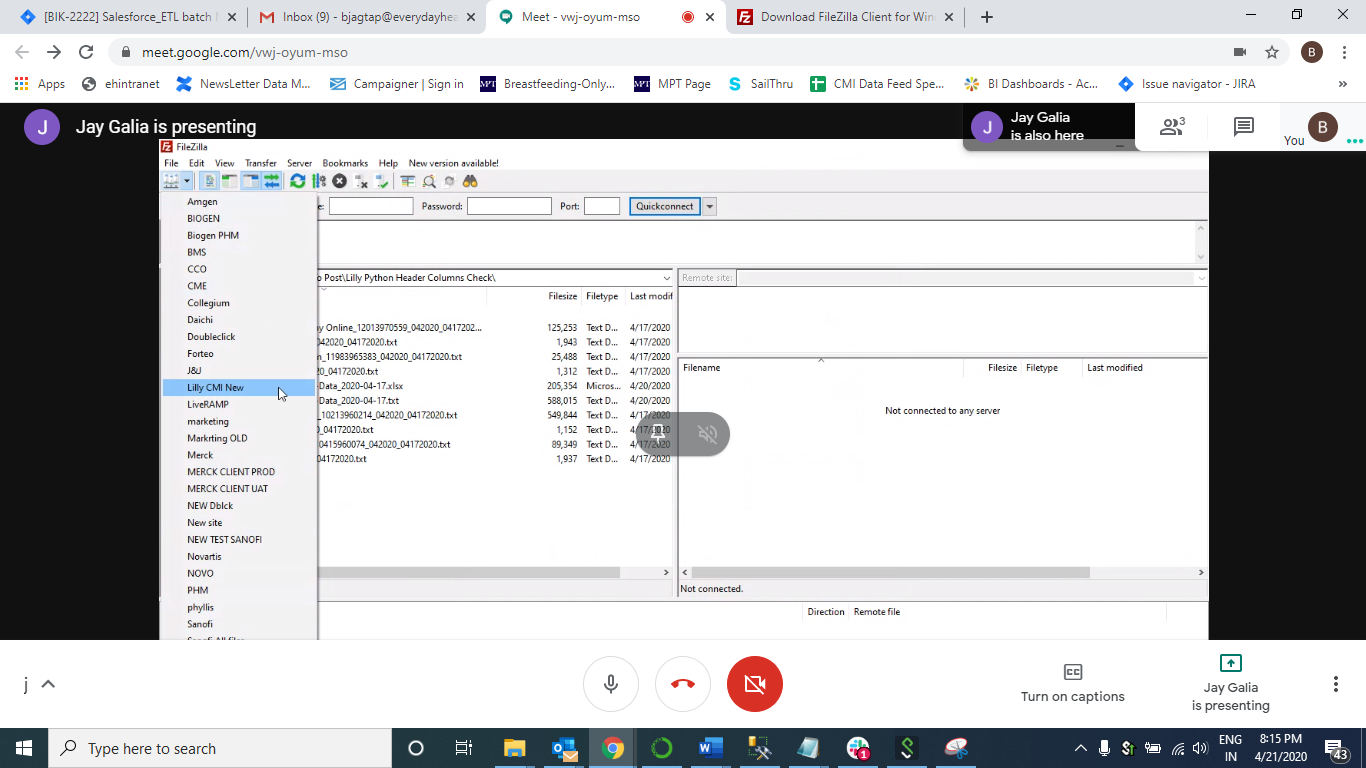 [BIK-2222] Salesforce_ETL batch
Inbox (9) - bjagtap@everydayhea
Meet - vwj-oyum-mso
Download FileZilla Client for Win
meet.google.com/vwj-oyum-mso
B
Apps
ehintranet
NewsLetter Data M...
Campaigner | Sign in
MPT
Breastfeeding-Only...
MPT
MPT Page
SailThru
CMI Data Feed Spe...
BI Dashboards - Ac...
Issue navigator - JIRA
»
J
Jay Galia is presenting
J
Jay Galia
is also here
3
You
B
FileZilla
File Edit View Transfer Server Bookmarks Help New version available!
e:
Password:
Port:
Quickconnect
Amgen
BIOGEN
Biogen PHM
BMS
CCO
CME
Collegium
Daichi
Doubleclick
Forteo
J&J
Lilly CMI New
LiveRAMP
marketing
Markrting OLD
Merck
MERCK CLIENT PROD
MERCK CLIENT UAT
NEW Dblck
New site
NEW TEST SANOFI
Novartis
NOVO
PHM
phyllis
Sanofi
Sanofi All files
o Post\Lilly Python Header Columns Check\
Filesize Filetype Last modif
y Online_12013970559_042020_0417202... 125,253 Text D... 4/17/2020
042020_04172020.txt 1,943 Text D... 4/17/2020
n_11983965383_042020_04172020.txt 25,488 Text D... 4/17/2020
20_04172020.txt 1,312 Text D... 4/17/2020
-Data_2020-04-17.xlsx 205,354 Micros... 4/20/2020
-Data_2020-04-17.txt 588,015 Text D... 4/20/2020
_10213960214_042020_04172020.txt 549,844 Text D... 4/17/2020
0_04172020.txt 1,152 Text D... 4/17/2020
0415960074_042020_04172020.txt 89,349 Text D... 4/17/2020
04172020.txt 1,937 Text D... 4/17/2020
Remote site:
Filename Filesize Filetype Last modified
Not connected to any server
Not connected.
Direction Remote file
j
Turn on captions
Jay Galia
is presenting
Type here to search
1
ENG
IN
8:15 PM
4/21/2020
43